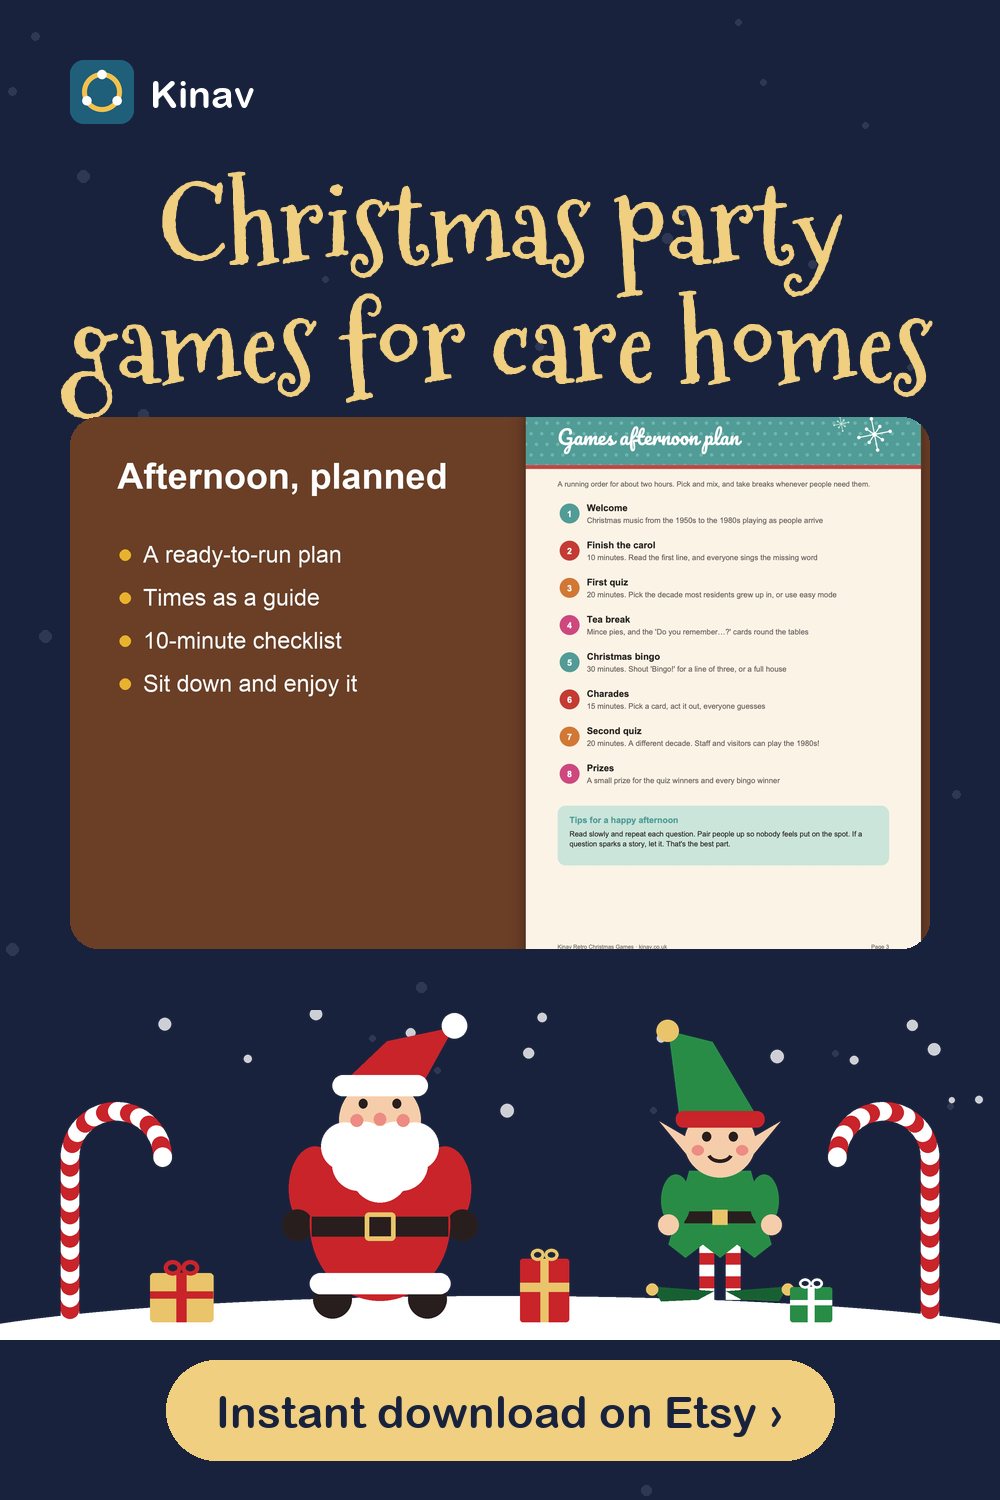 Kinav
Christmas party
games for care homes
Afternoon, planned
A ready-to-run plan
Times as a guide
10-minute checklist
Sit down and enjoy it
Games afternoon plan
A running order for about two hours. Pick and mix, and take breaks whenever people need them.
1
Welcome
Christmas music from the 1950s to the 1980s playing as people arrive
2
Finish the carol
10 minutes. Read the first line, and everyone sings the missing word
3
First quiz
20 minutes. Pick the decade most residents grew up in, or use easy mode
4
Tea break
Mince pies, and the 'Do you remember…?' cards round the tables
5
Christmas bingo
30 minutes. Shout 'Bingo!' for a line of three, or a full house
6
Charades
15 minutes. Pick a card, act it out, everyone guesses
7
Second quiz
20 minutes. A different decade. Staff and visitors can play the 1980s!
8
Prizes
A small prize for the quiz winners and every bingo winner
Tips for a happy afternoon
Read slowly and repeat each question. Pair people up so nobody feels put on the spot. If a
question sparks a story, let it. That's the best part.
Kinav Retro Christmas Games · kinav.co.uk
Page 3
Instant download on Etsy ›